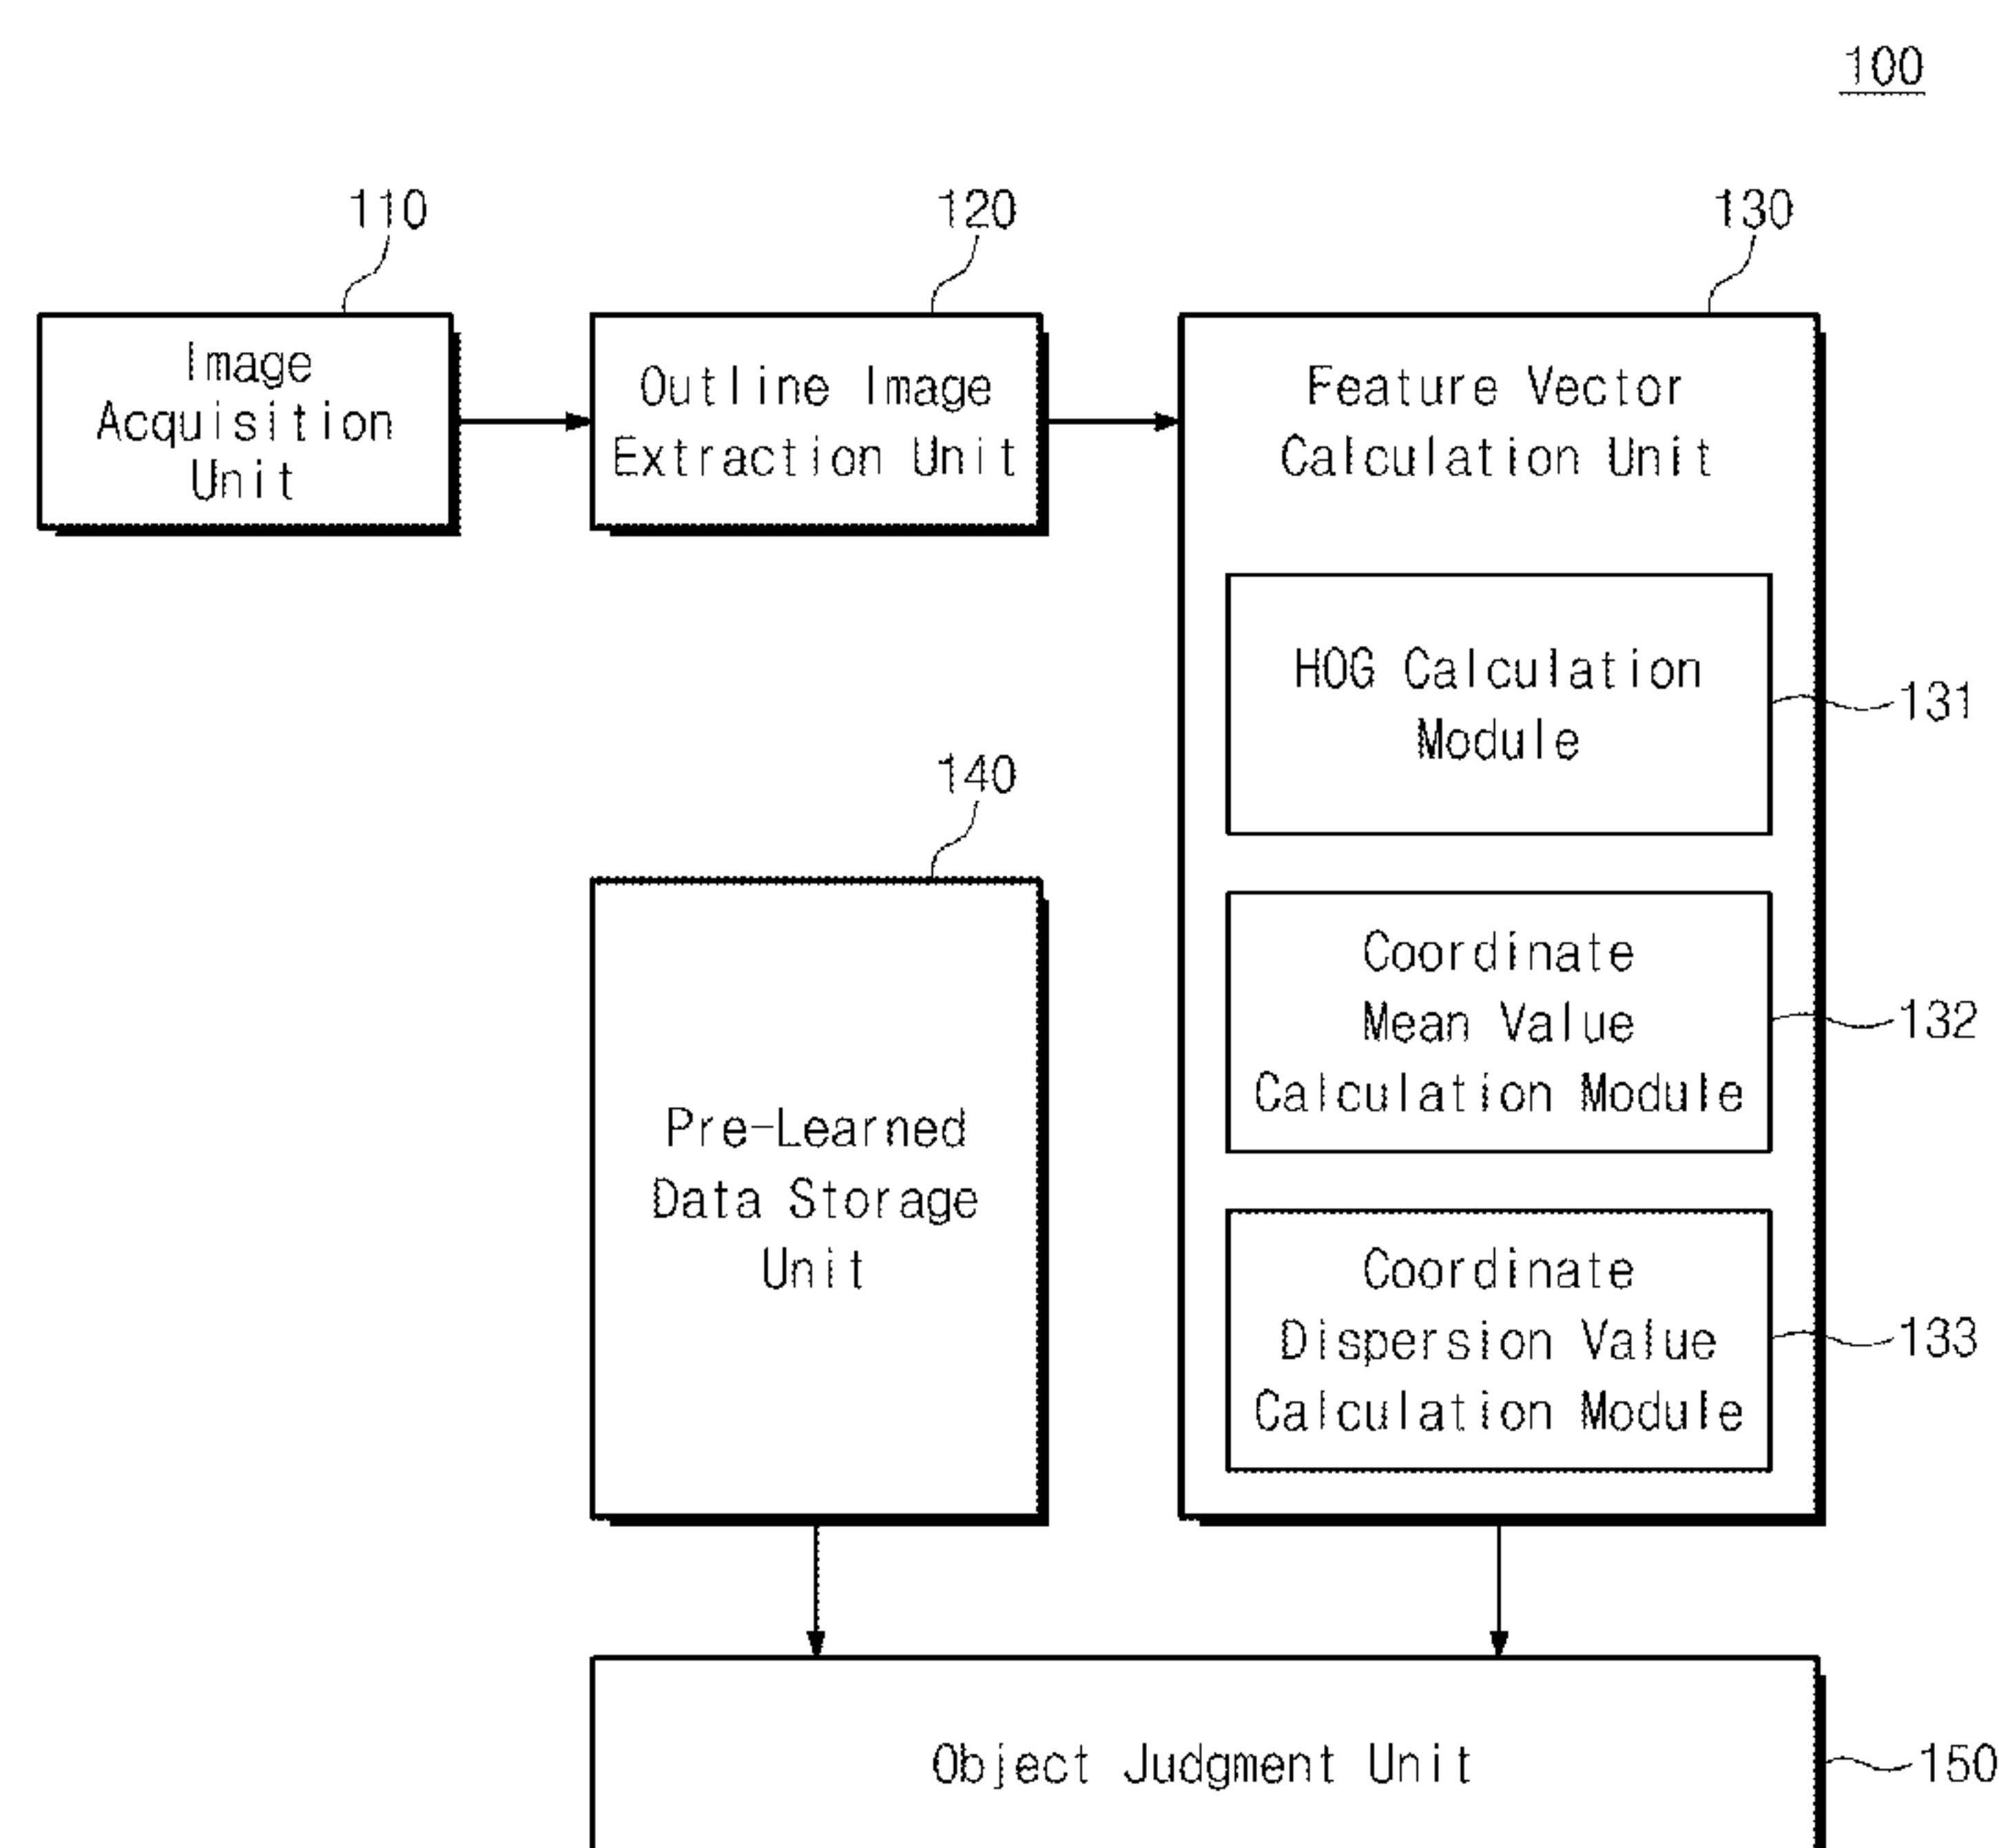 100
110
120
130
Image
Acquisition
Unit
Outline Image
Extraction Unit
Feature Vector
Calculation Unit
HOG Calculation
Module
131
140
Pre-Learned
Data Storage
Unit
Coordinate
Mean Value
Calculation Module
132
Coordinate
Dispersion Value
Calculation Module
133
Object Judgment Unit
150